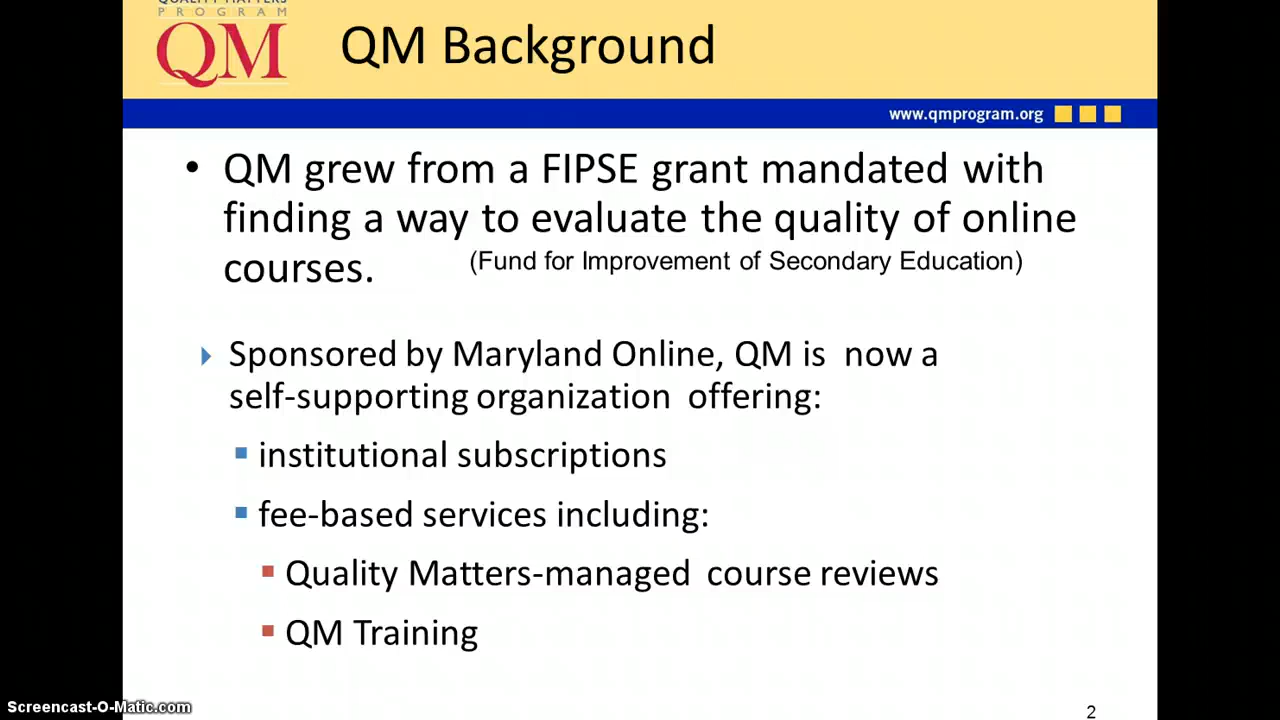 QUALITY MATTERS
PROGRAM
QM
QM Background
www.qmprogram.org
• QM grew from a FIPSE grant mandated with
finding a way to evaluate the quality of online
courses.
(Fund for Improvement of Secondary Education)
Sponsored by Maryland Online, QM is now a
self-supporting organization offering:
institutional subscriptions
fee-based services including:
Quality Matters-managed course reviews
QM Training
Screencast-O-Matic.com
2